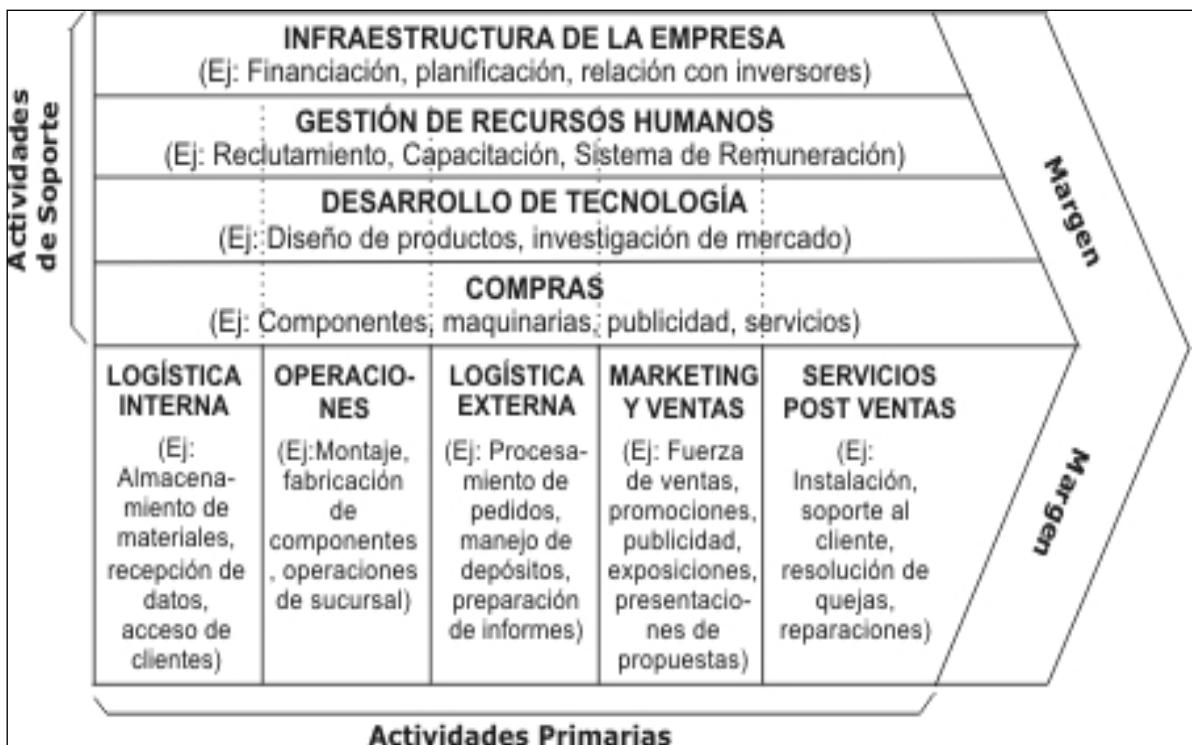 Actividades
de Soporte
INFRAESTRUCTURA DE LA EMPRESA
(Ej: Financiación, planificación, relación con inversores)
GESTIÓN DE RECURSOS HUMANOS
(Ej: Reclutamiento, Capacitación, Sistema de Remuneración)
DESARROLLO DE TECNOLOGÍA
(Ej: Diseño de productos, investigación de mercado)
COMPRAS
(Ej: Componentes, maquinarias, publicidad, servicios)
LOGÍSTICA
INTERNA
(Ej:
Almacena-
miento de
materiales,
recepción de
datos,
acceso de
clientes)
OPERACIO-
NES
(Ej:Montaje,
fabricación
de
componentes
, operaciones
de sucursal)
LOGÍSTICA
EXTERNA
(Ej: Procesa-
miento de
pedidos,
manejo de
depósitos,
preparación
de informes)
MARKETING
Y VENTAS
(Ej: Fuerza
de ventas,
promociones,
publicidad,
exposiciones,
presentacio-
nes de
propuestas)
SERVICIOS
POST VENTAS
(Ej:
Instalación,
soporte al
cliente,
resolución de
quejas,
reparaciones)
Margen
Margen
Actividades Primarias